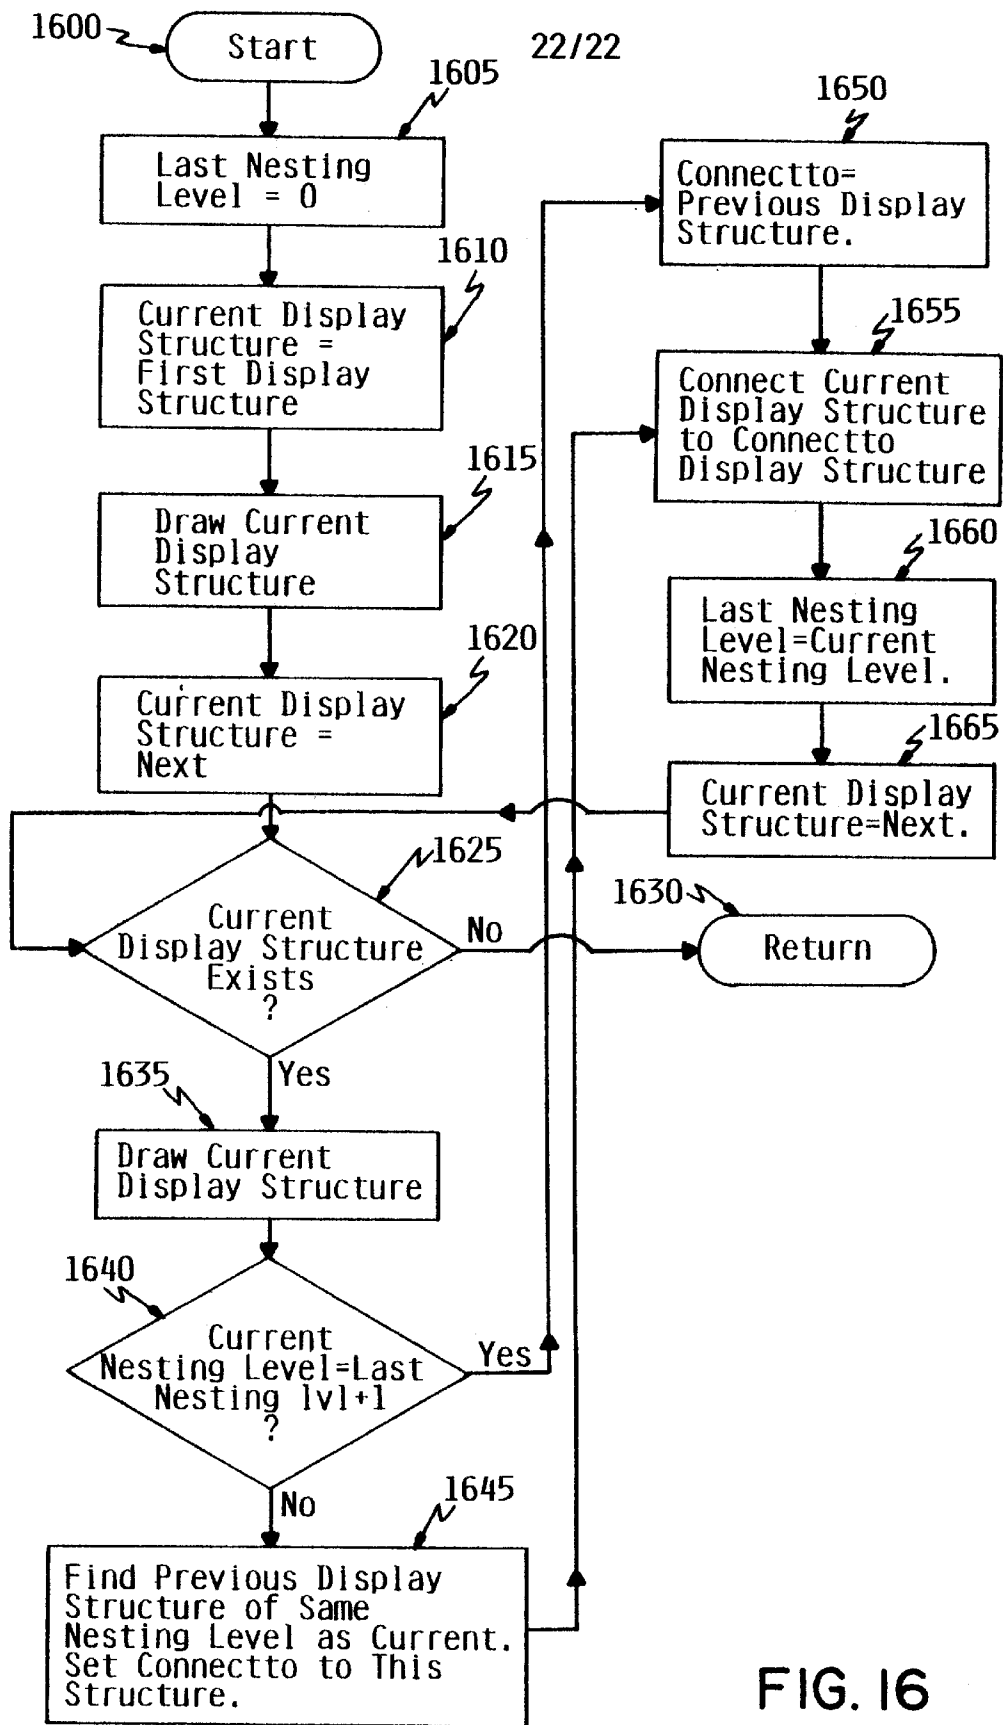 1600
Start
22/22
1605
Last Nesting
Level = 0
1610
Current Display
Structure =
First Display
Structure
1615
Draw Current
Display
Structure
1620
Current Display
Structure =
Next
1625
Current
Display Structure
Exists
?
No
1630
Return
Yes
1635
Draw Current
Display Structure
1640
Current
Nesting Level=Last
Nesting lvl+1
?
Yes
No
1645
Find Previous Display
Structure of Same
Nesting Level as Current.
Set Connectto to This
Structure.
1650
Connectto=
Previous Display
Structure.
1655
Connect Current
Display Structure
to Connectto
Display Structure
1660
Last Nesting
Level=Current
Nesting Level.
1665
Current Display
Structure=Next.
FIG. 16